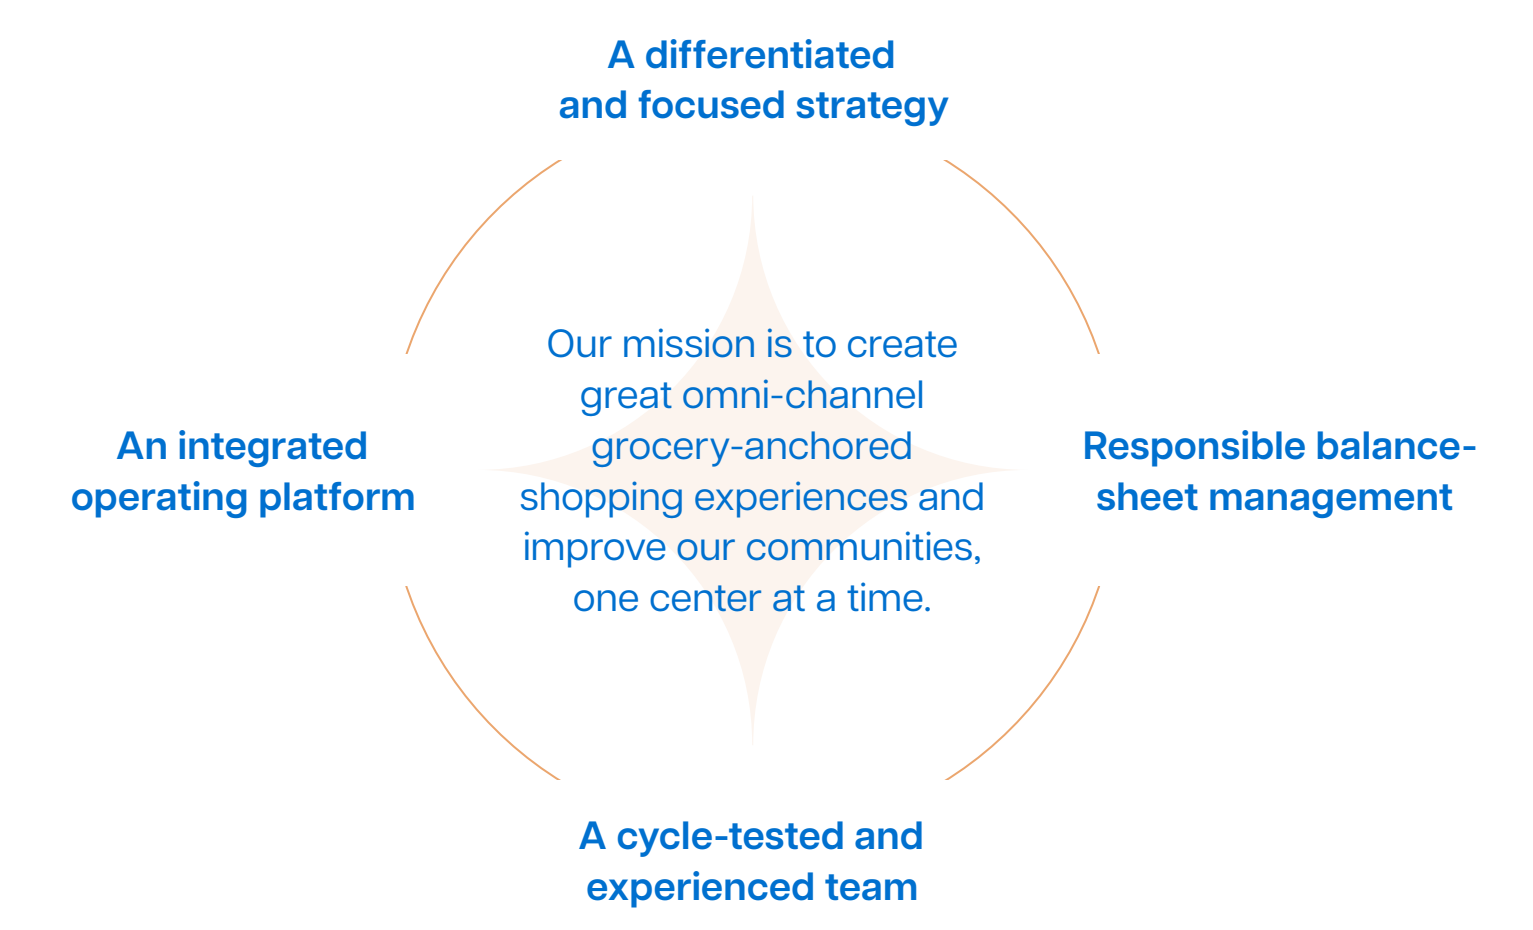 A differentiated
and focused strategy
Our mission is to create
great omni-channel
grocery-anchored
shopping experiences and
improve our communities,
one center at a time.
An integrated
operating platform
Responsible balance-
sheet management
A cycle-tested and
experienced team